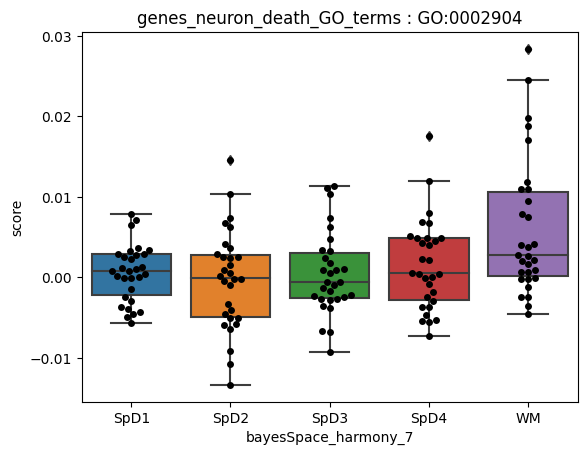 genes_neuron_death_GO_terms : GO:0002904
score
0.03
0.02
0.01
0.00
−0.01
SpD1 SpD2 SpD3 SpD4 WM
bayesSpace_harmony_7